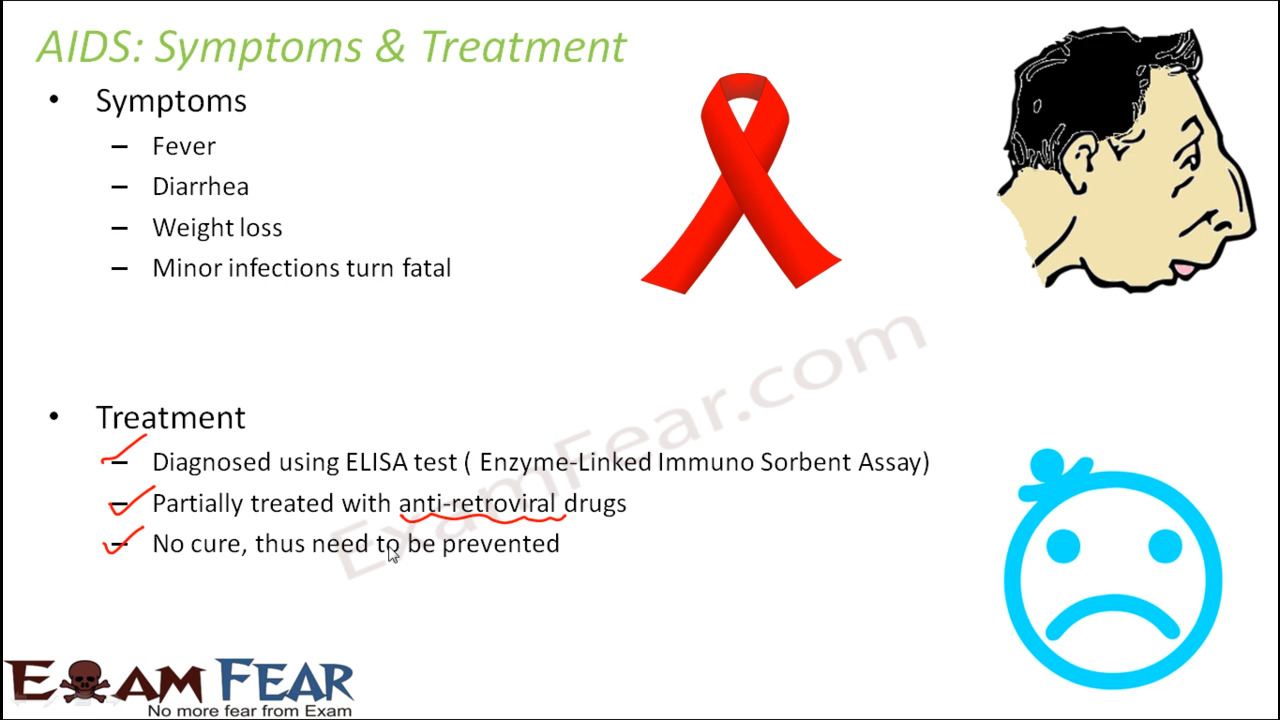 AIDS: Symptoms & Treatment
• Symptoms
– Fever
– Diarrhea
– Weight loss
– Minor infections turn fatal
• Treatment
– Diagnosed using ELISA test ( Enzyme-Linked Immuno Sorbent Assay)
– Partially treated with anti-retroviral drugs
– No cure, thus need to be prevented
ExamFear.com
EXAM FEAR
No more fear from Exam